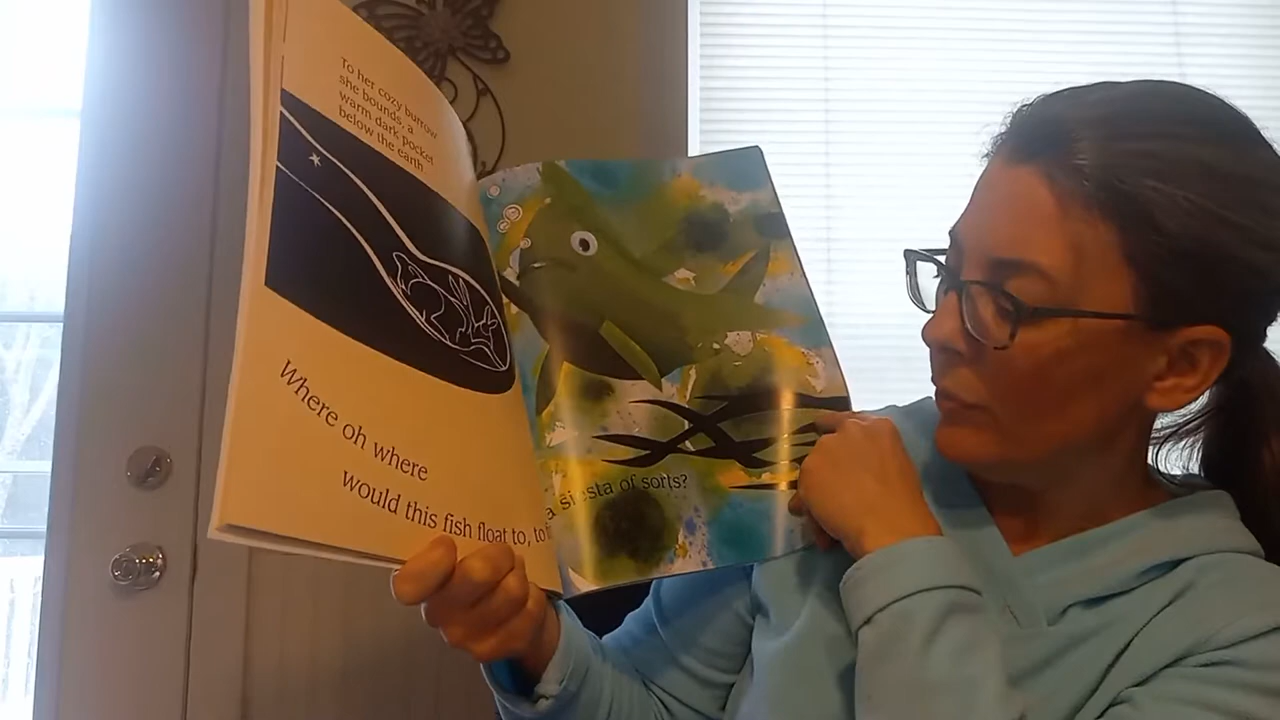 To her cozy burrow
she bounds, a
warm dark pocket
below the earth
Where oh where
would this fish float to, to
a siesta of sorts?